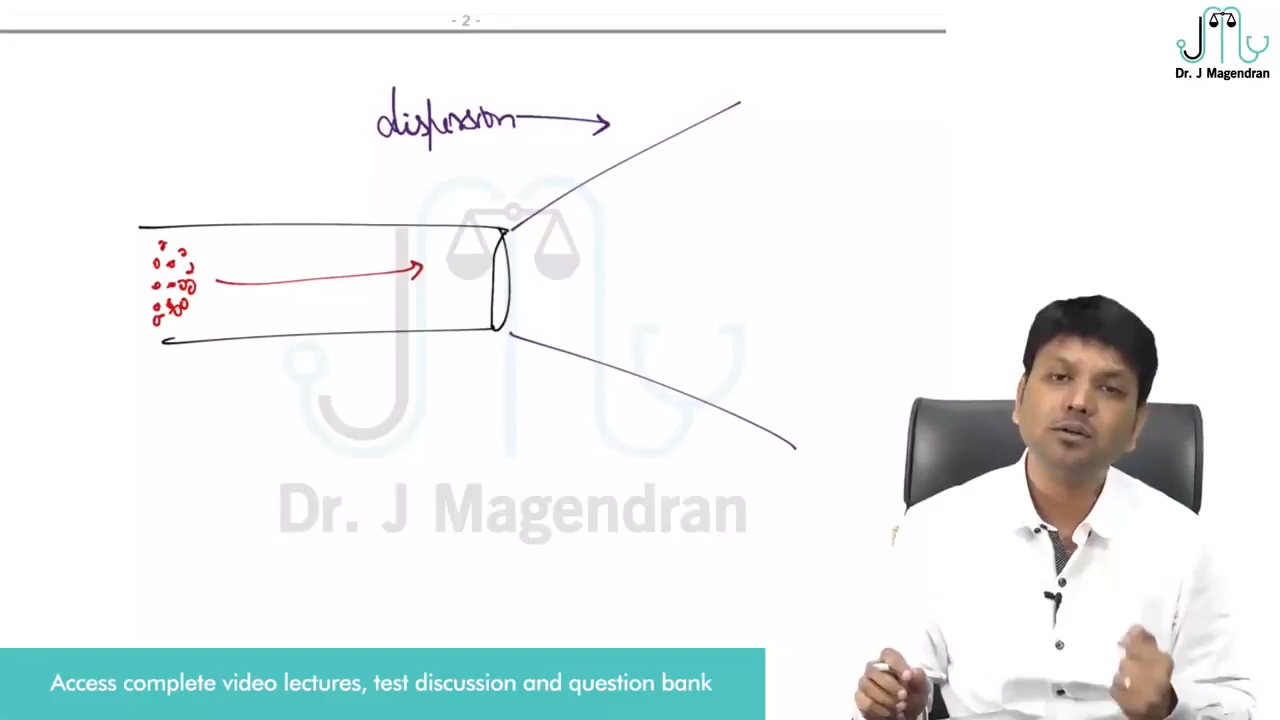 - 2 -
Dr. J Magendran
dispersion
Dr. J Magendran
Access complete video lectures, test discussion and question bank